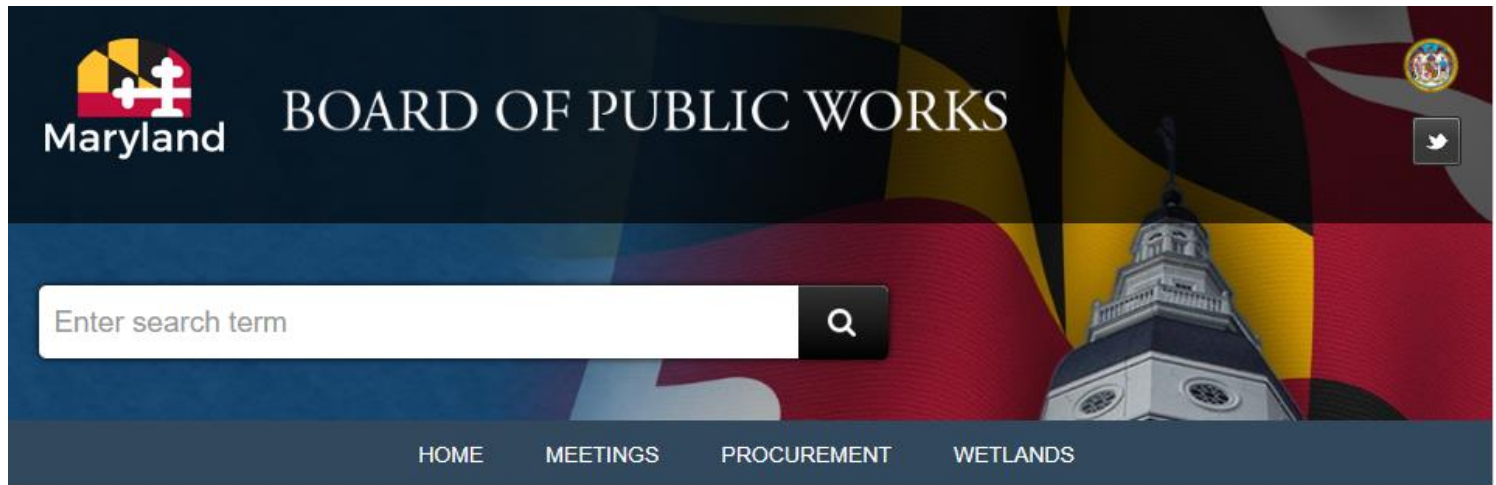 Maryland
BOARD OF PUBLIC WORKS
Enter search term
HOME MEETINGS PROCUREMENT WETLANDS